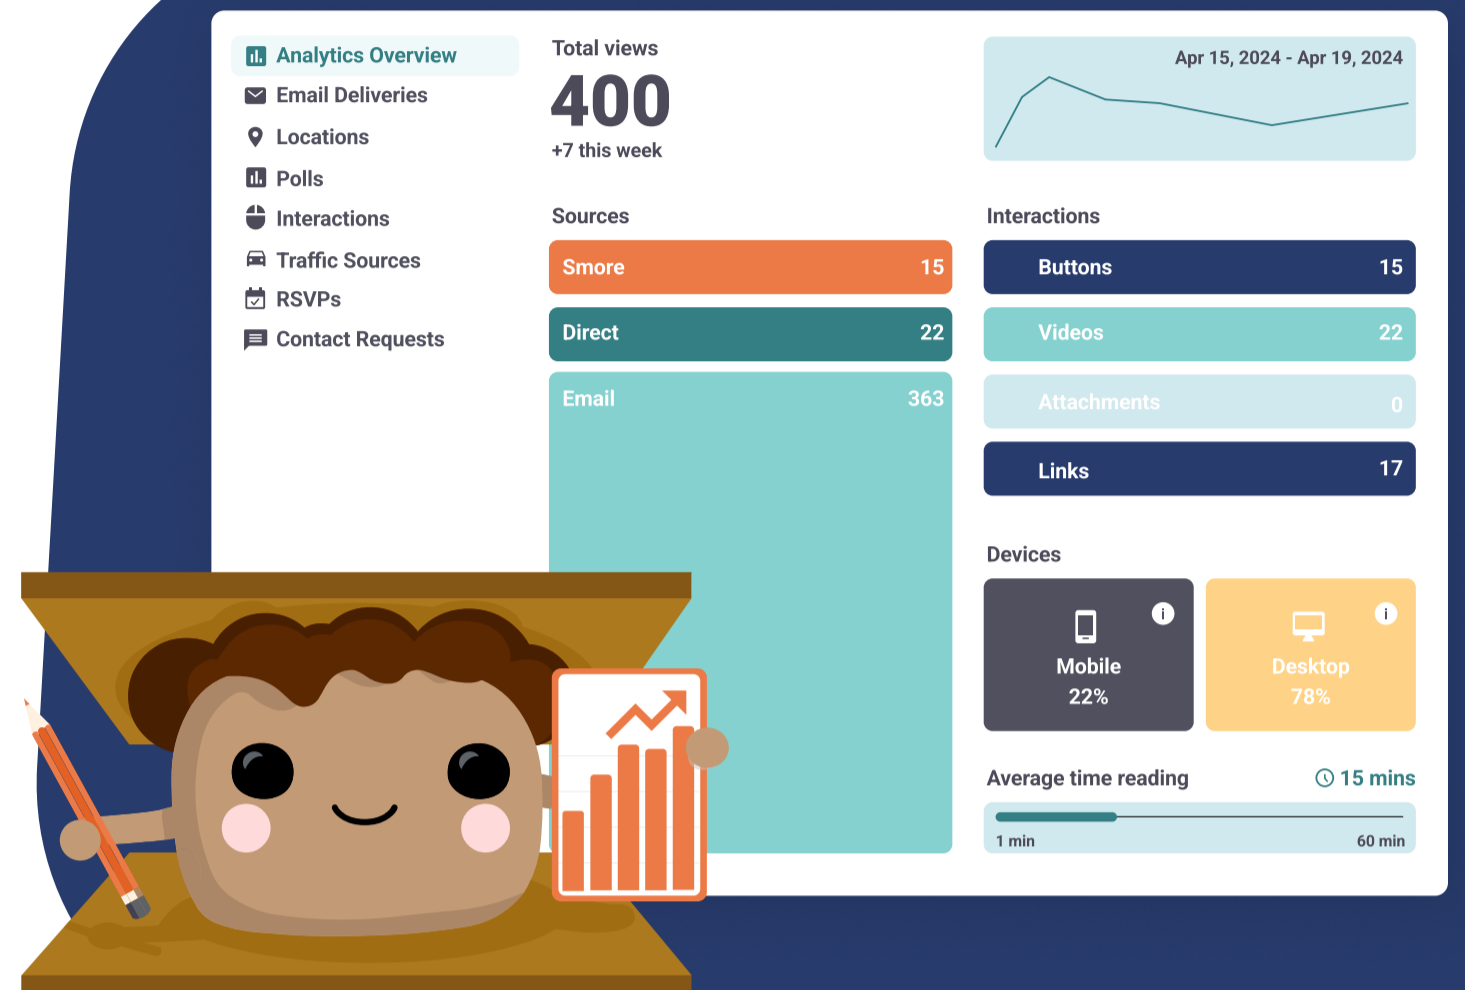 Analytics Overview
Email Deliveries
Locations
Polls
Interactions
Traffic Sources
RSVPs
Contact Requests
Total views
400
+7 this week
Apr 15, 2024 - Apr 19, 2024
Sources
Smore 15
Direct 22
Email 363
Interactions
Buttons 15
Videos 22
Attachments 0
Links 17
Devices
i
Mobile
22%
i
Desktop
78%
Average time reading 15 mins
1 min 60 min